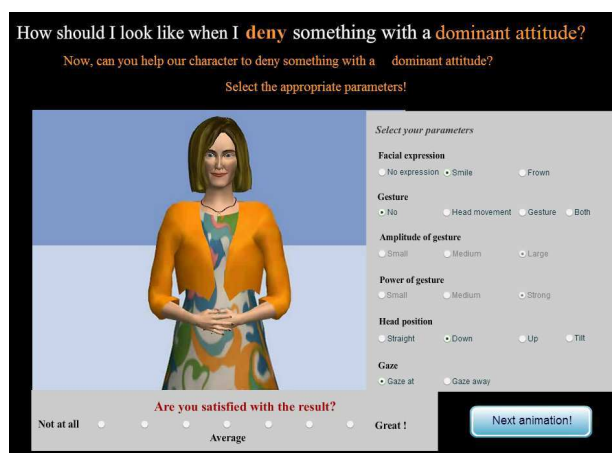 How should I look like when I deny something with a dominant attitude?
Now, can you help our character to deny something with a dominant attitude?
Select the appropriate parameters!
Select your parameters
Facial expression
No expression Smile Frown
Gesture
No Head movement Gesture Both
Amplitude of gesture
Small Medium Large
Power of gesture
Small Medium Strong
Head position
Straight Down Up Tilt
Gaze
Gaze at Gaze away
Are you satisfied with the result?
Not at all Great !
Average
Next animation!